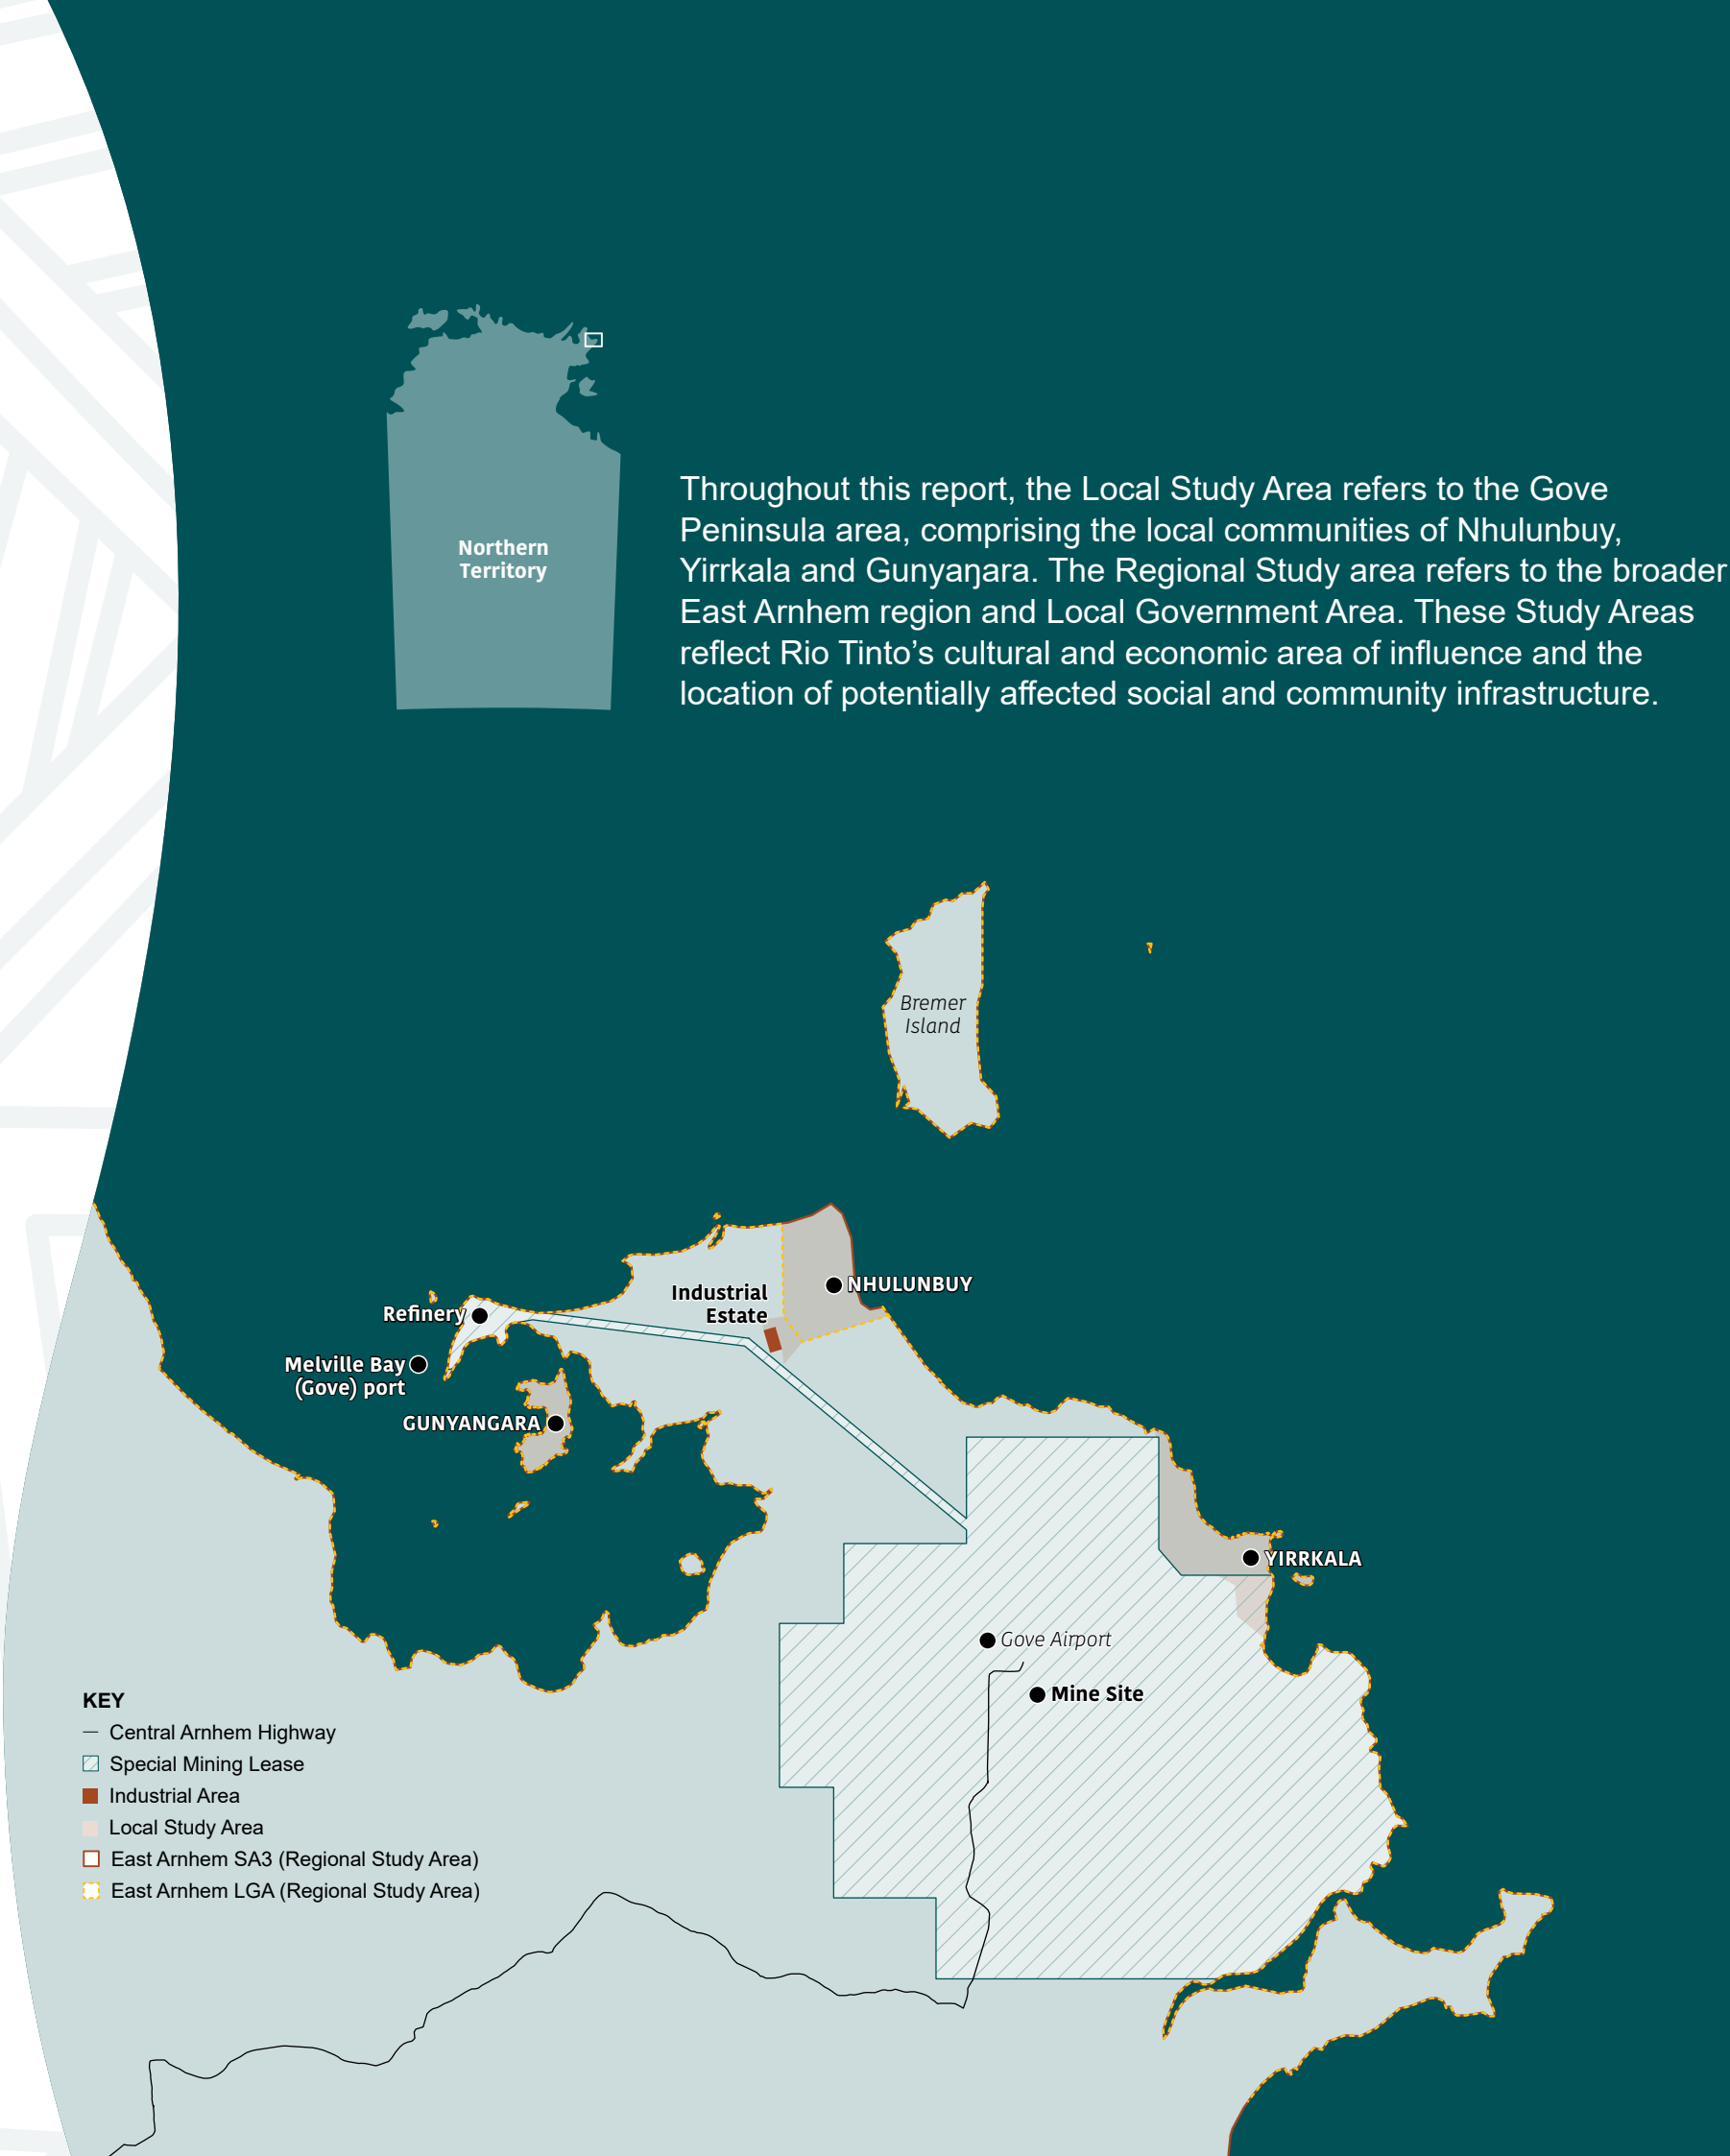 Northern
Territory
Throughout this report, the Local Study Area refers to the Gove
Peninsula area, comprising the local communities of Nhulunbuy,
Yirrkala and Gunyaŋara. The Regional Study area refers to the broader
East Arnhem region and Local Government Area. These Study Areas
reflect Rio Tinto’s cultural and economic area of influence and the
location of potentially affected social and community infrastructure.
Bremer
Island
NHULUNBUY
Industrial
Estate
Refinery
Melville Bay
(Gove) port
GUNYANGARA
YIRRKALA
Gove Airport
Mine Site
KEY
Central Arnhem Highway
Special Mining Lease
Industrial Area
Local Study Area
East Arnhem SA3 (Regional Study Area)
East Arnhem LGA (Regional Study Area)